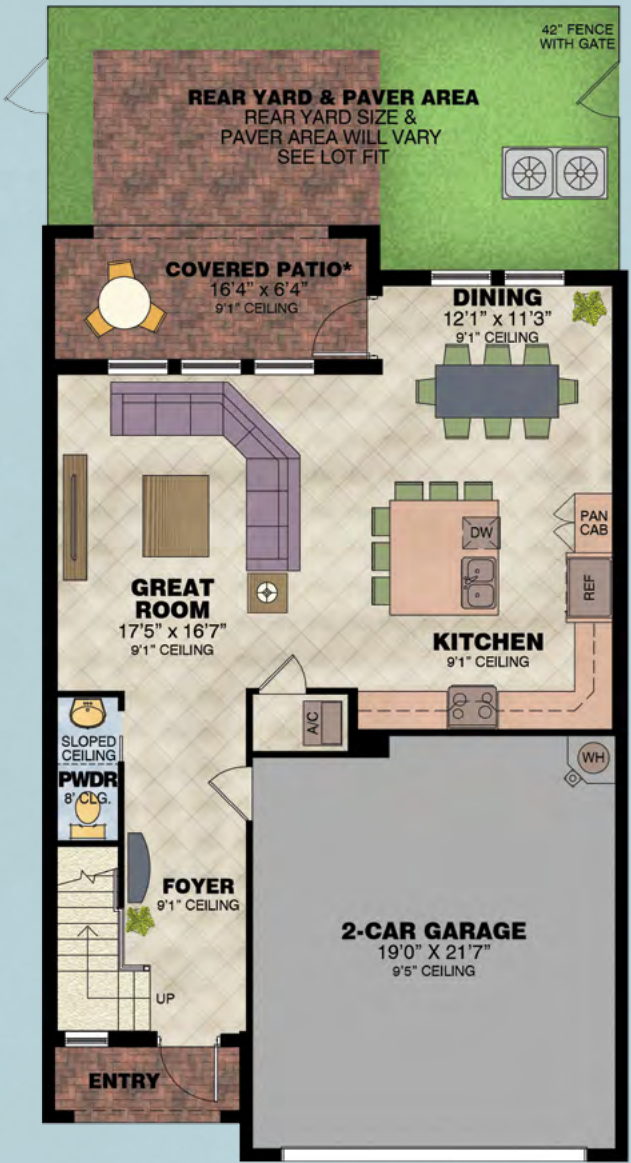 42" FENCE
WITH GATE
REAR YARD & PAVER AREA
REAR YARD SIZE &
PAVER AREA WILL VARY
SEE LOT FIT
COVERED PATIO*
16'4" x 6'4"
9'1" CEILING
DINING
12'1" x 11'3"
9'1" CEILING
PAN
CAB
DW
REF
GREAT
ROOM
17'5" x 16'7"
9'1" CEILING
KITCHEN
9'1" CEILING
A/C
SLOPED
CEILING
PWDR
8' CLG.
WH
FOYER
9'1" CEILING
2-CAR GARAGE
19'0" X 21'7"
9'5" CEILING
UP
ENTRY